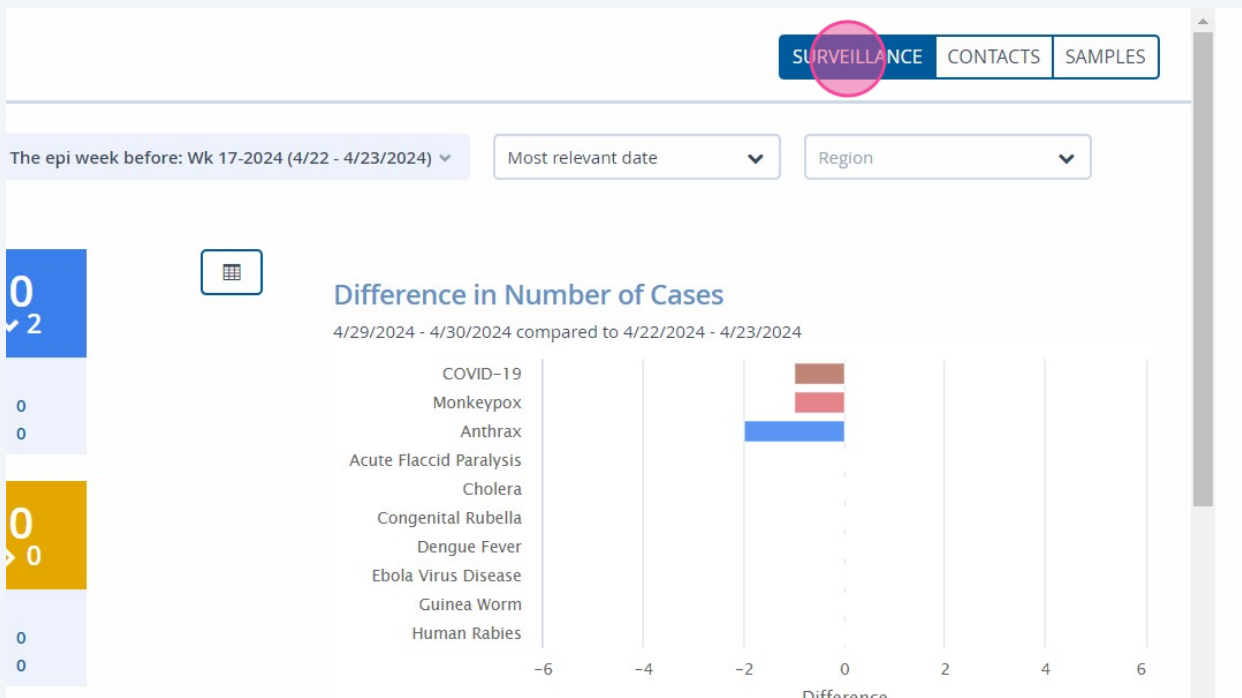 SURVEILLANCE CONTACTS SAMPLES
The epi week before: Wk 17-2024 (4/22 - 4/23/2024) Most relevant date Region
0
2
0
0
Difference in Number of Cases
4/29/2024 - 4/30/2024 compared to 4/22/2024 - 4/23/2024
COVID-19
Monkeypox
Anthrax
Acute Flaccid Paralysis
Cholera
Congenital Rubella
Dengue Fever
Ebola Virus Disease
Guinea Worm
Human Rabies
-6 -4 -2 0 2 4 6
Difference
0
0
0
0